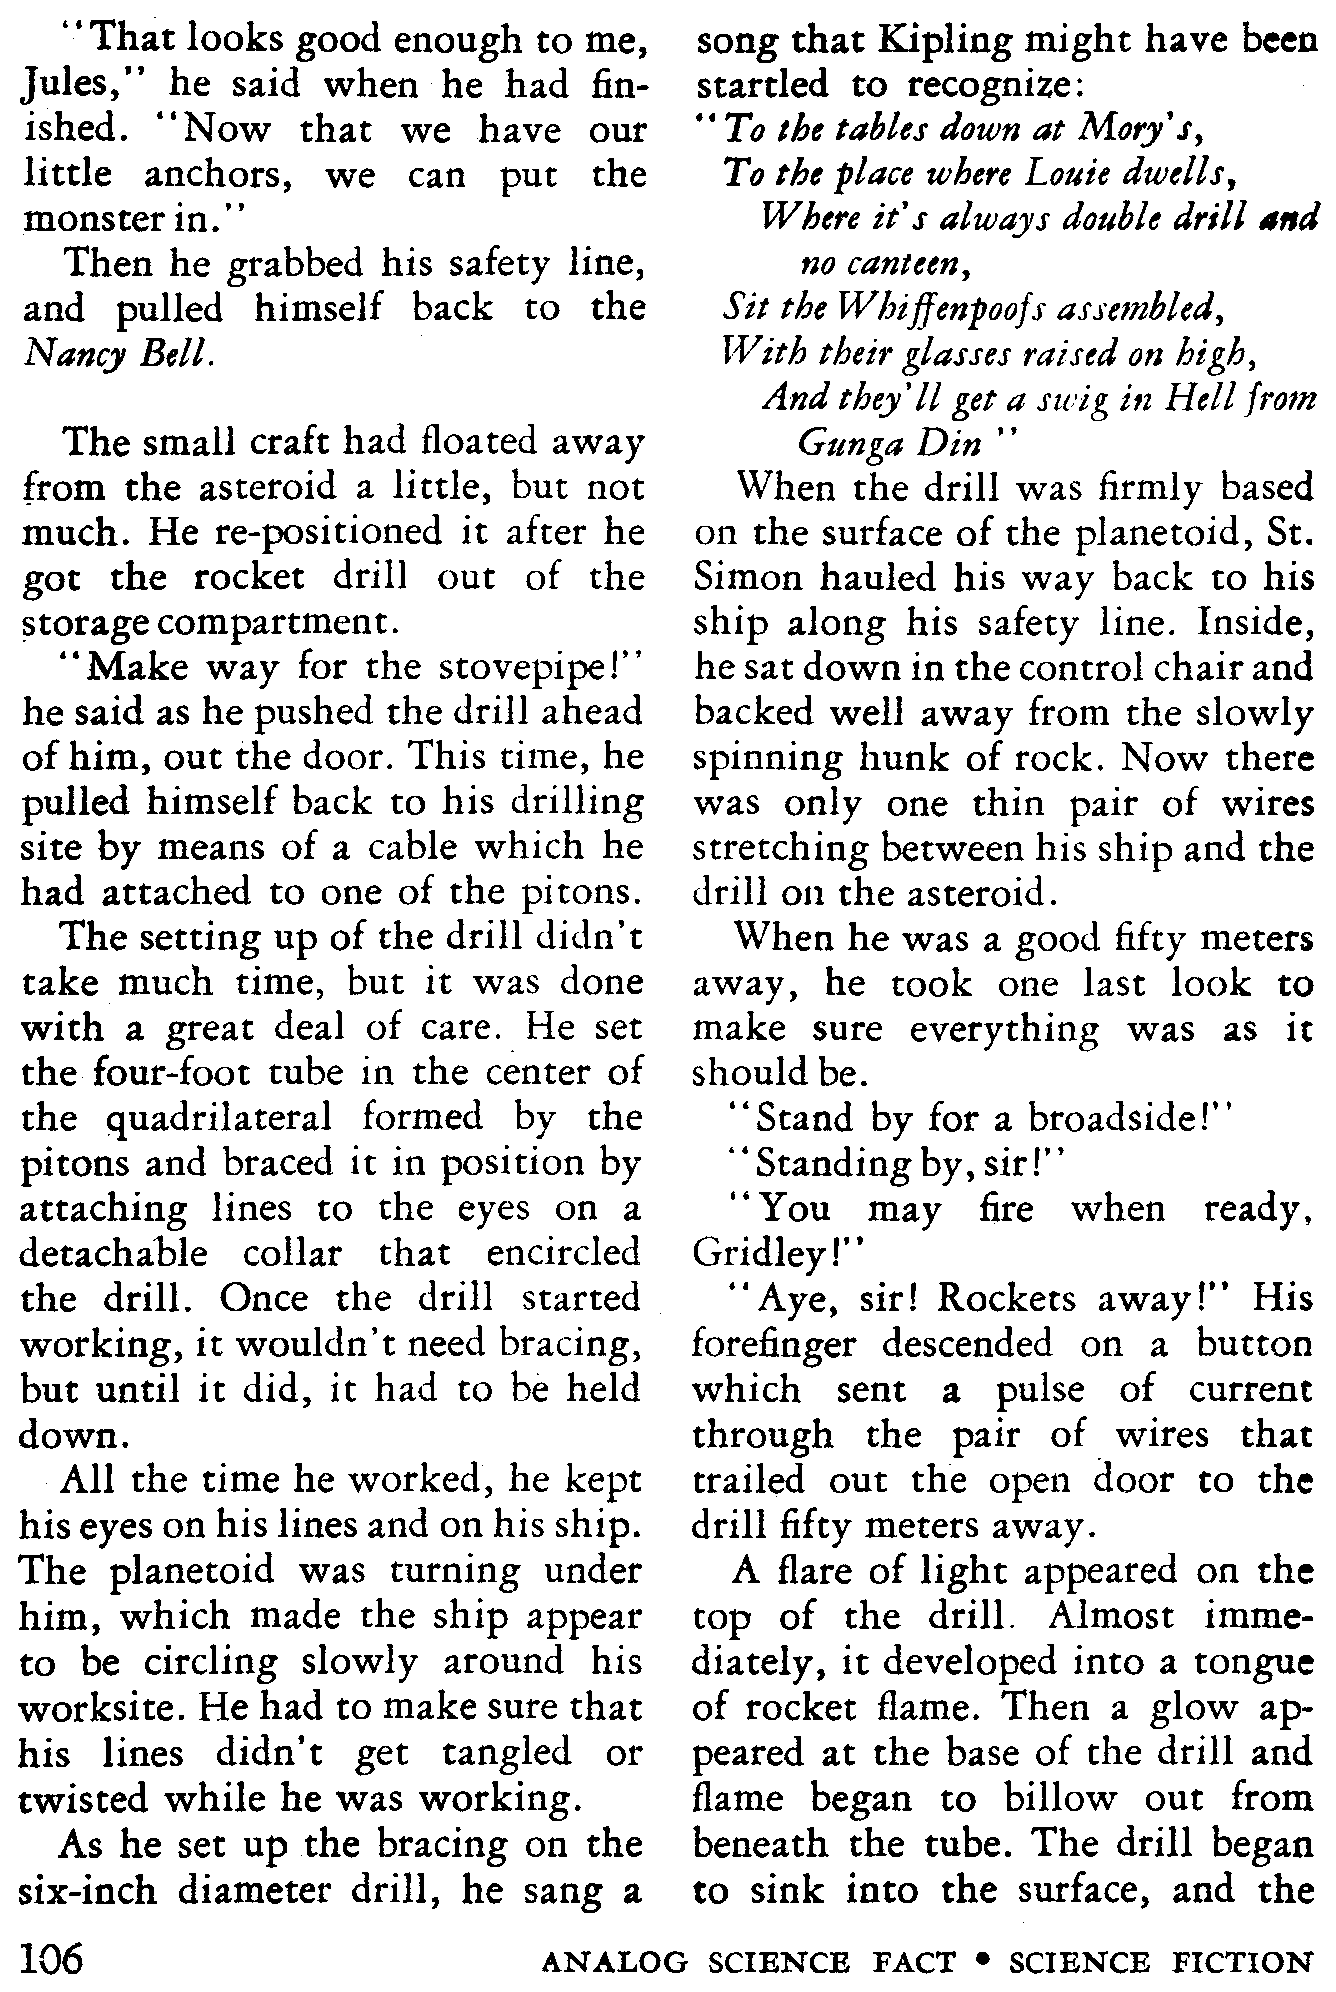 “That looks good enough to me,
Jules,” he said when he had fin-
ished. “Now that we have our
little anchors, we can put the
monster in.”
Then he grabbed his safety line,
and pulled himself back to the
Nancy Bell.
The small craft had floated away
from the asteroid a little, but not
much. He re-positioned it after he
got the rocket drill out of the
storage compartment.
“Make way for the stovepipe!”
he said as he pushed the drill ahead
of him, out the door. This time, he
pulled himself back to his drilling
site by means of a cable which he
had attached to one of the pitons.
The setting up of the drill didn’t
take much time, but it was done
with a great deal of care. He set
the four-foot tube in the center of
the quadrilateral formed by the
pitons and braced it in position by
attaching lines to the eyes on a
detachable collar that encircled
the drill. Once the drill started
working, it wouldn’t need bracing,
but until it did, it had to be held
down.
All the time he worked, he kept
his eyes on his lines and on his ship.
The planetoid was turning under
him, which made the ship appear
to be circling slowly around his
worksite. He had to make sure that
his lines didn’t get tangled or
twisted while he was working.
As he set up the bracing on the
six-inch diameter drill, he sang a
song that Kipling might have been
startled to recognize:
“To the tables down at Mory’s,
To the place where Louie dwells,
Where it’s always double drill and
no canteen,
Sit the Whiffenpoofs assembled,
With their glasses raised on high,
And they’ll get a swig in Hell from
Gunga Din ”
When the drill was firmly based
on the surface of the planetoid, St.
Simon hauled his way back to his
ship along his safety line. Inside,
he sat down in the control chair and
backed well away from the slowly
spinning hunk of rock. Now there
was only one thin pair of wires
stretching between his ship and the
drill on the asteroid.
When he was a good fifty meters
away, he took one last look to
make sure everything was as it
should be.
“Stand by for a broadside!”
“Standing by, sir!”
“You may fire when ready,
Gridley!”
“Aye, sir! Rockets away!” His
forefinger descended on a button
which sent a pulse of current
through the pair of wires that
trailed out the open door to the
drill fifty meters away.
A flare of light appeared on the
top of the drill. Almost imme-
diately, it developed into a tongue
of rocket flame. Then a glow ap-
peared at the base of the drill and
flame began to billow out from
beneath the tube. The drill began
to sink into the surface, and the
106
ANALOG SCIENCE FACT • SCIENCE FICTION